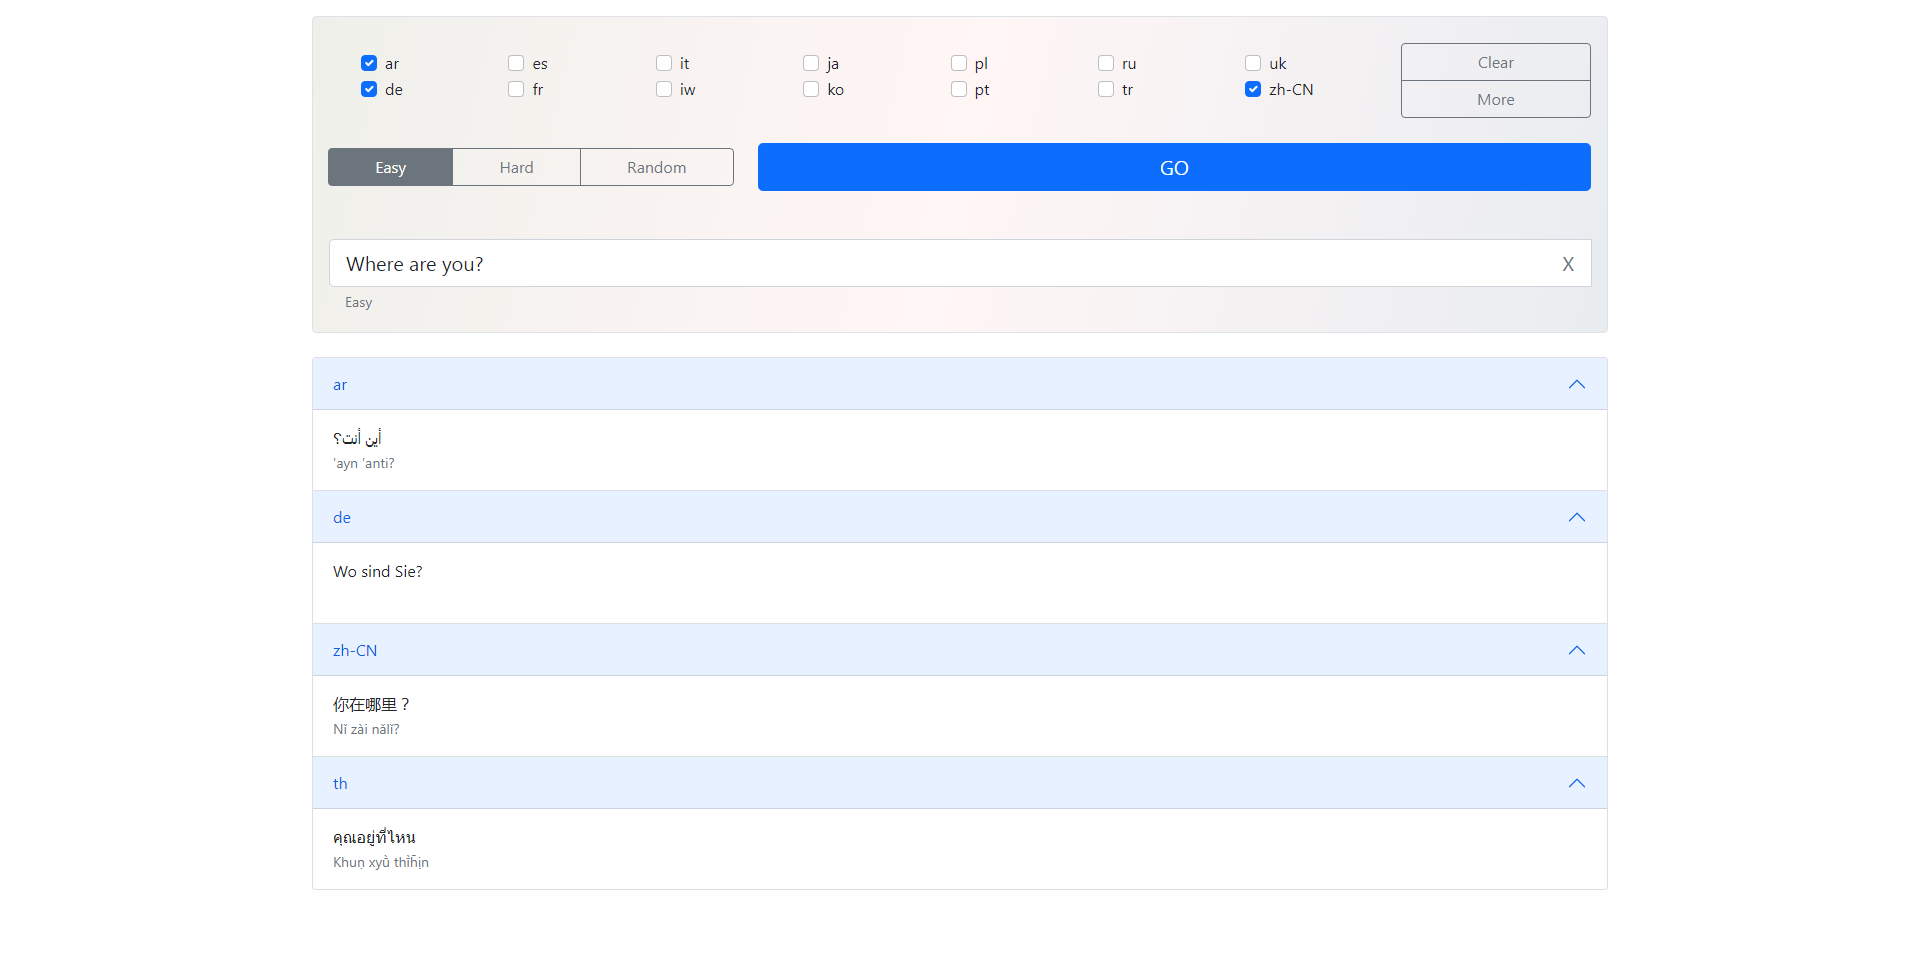 ar es it ja pl ru uk Clear
de fr iw ko pt tr zh-CN More
Easy Hard Random GO
Where are you? X
Easy
ar
أين أنت؟
'ayn 'anti?
de
Wo sind Sie?
zh-CN
你在哪里？
Nǐ zài nǎlǐ?
th
คุณอยู่ที่ไหน
Khuṇ xyū̀ thī̀h̄ịn